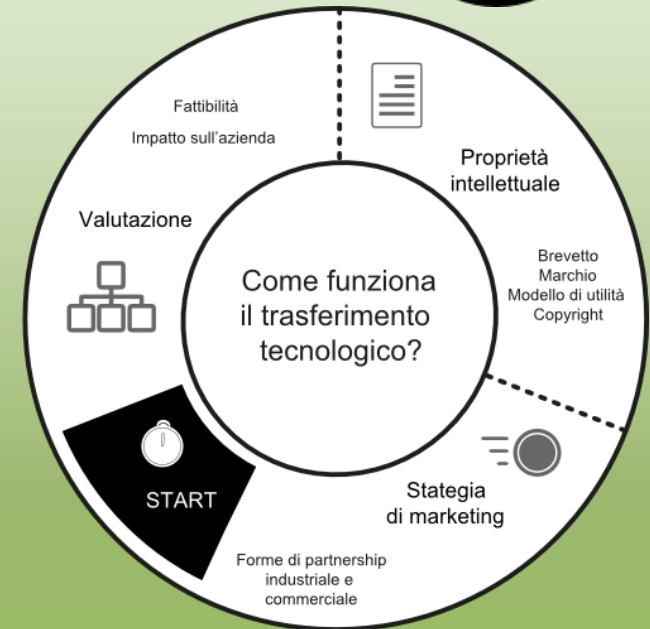 Fattibilità
Impatto sull'azienda
Valutazione
Proprietà
intellettuale
Brevetto
Marchio
Modello di utilità
Copyright
Come funziona
il trasferimento
tecnologico?
START
Stategia
di marketing
Forme di partnership
industriale e
commerciale